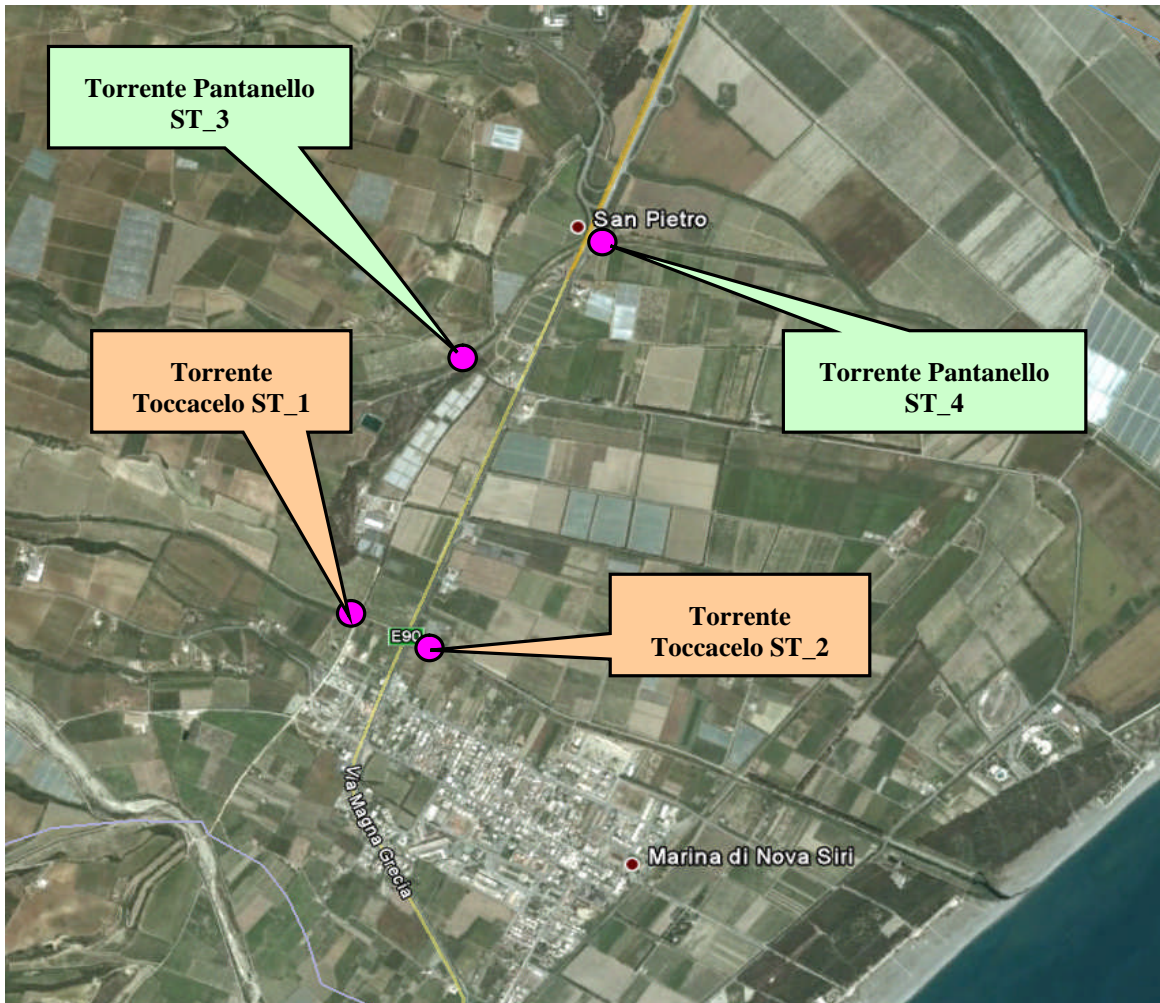 Torrente Pantanello
ST_3
San Pietro
Torrente
Toccacelo ST_1
Torrente Pantanello
ST_4
E90
Torrente
Toccacelo ST_2
Via Magna Grecia
Marina di Nova Siri